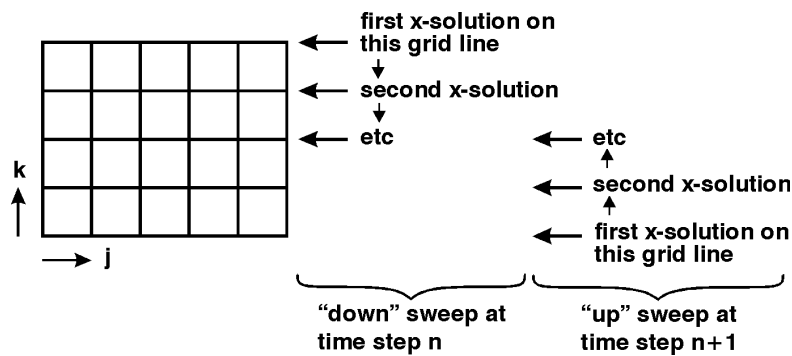 first x-solution on
this grid line
second x-solution
etc
etc
second x-solution
first x-solution on
this grid line
k
j
“down” sweep at
time step n
“up” sweep at
time step n+1